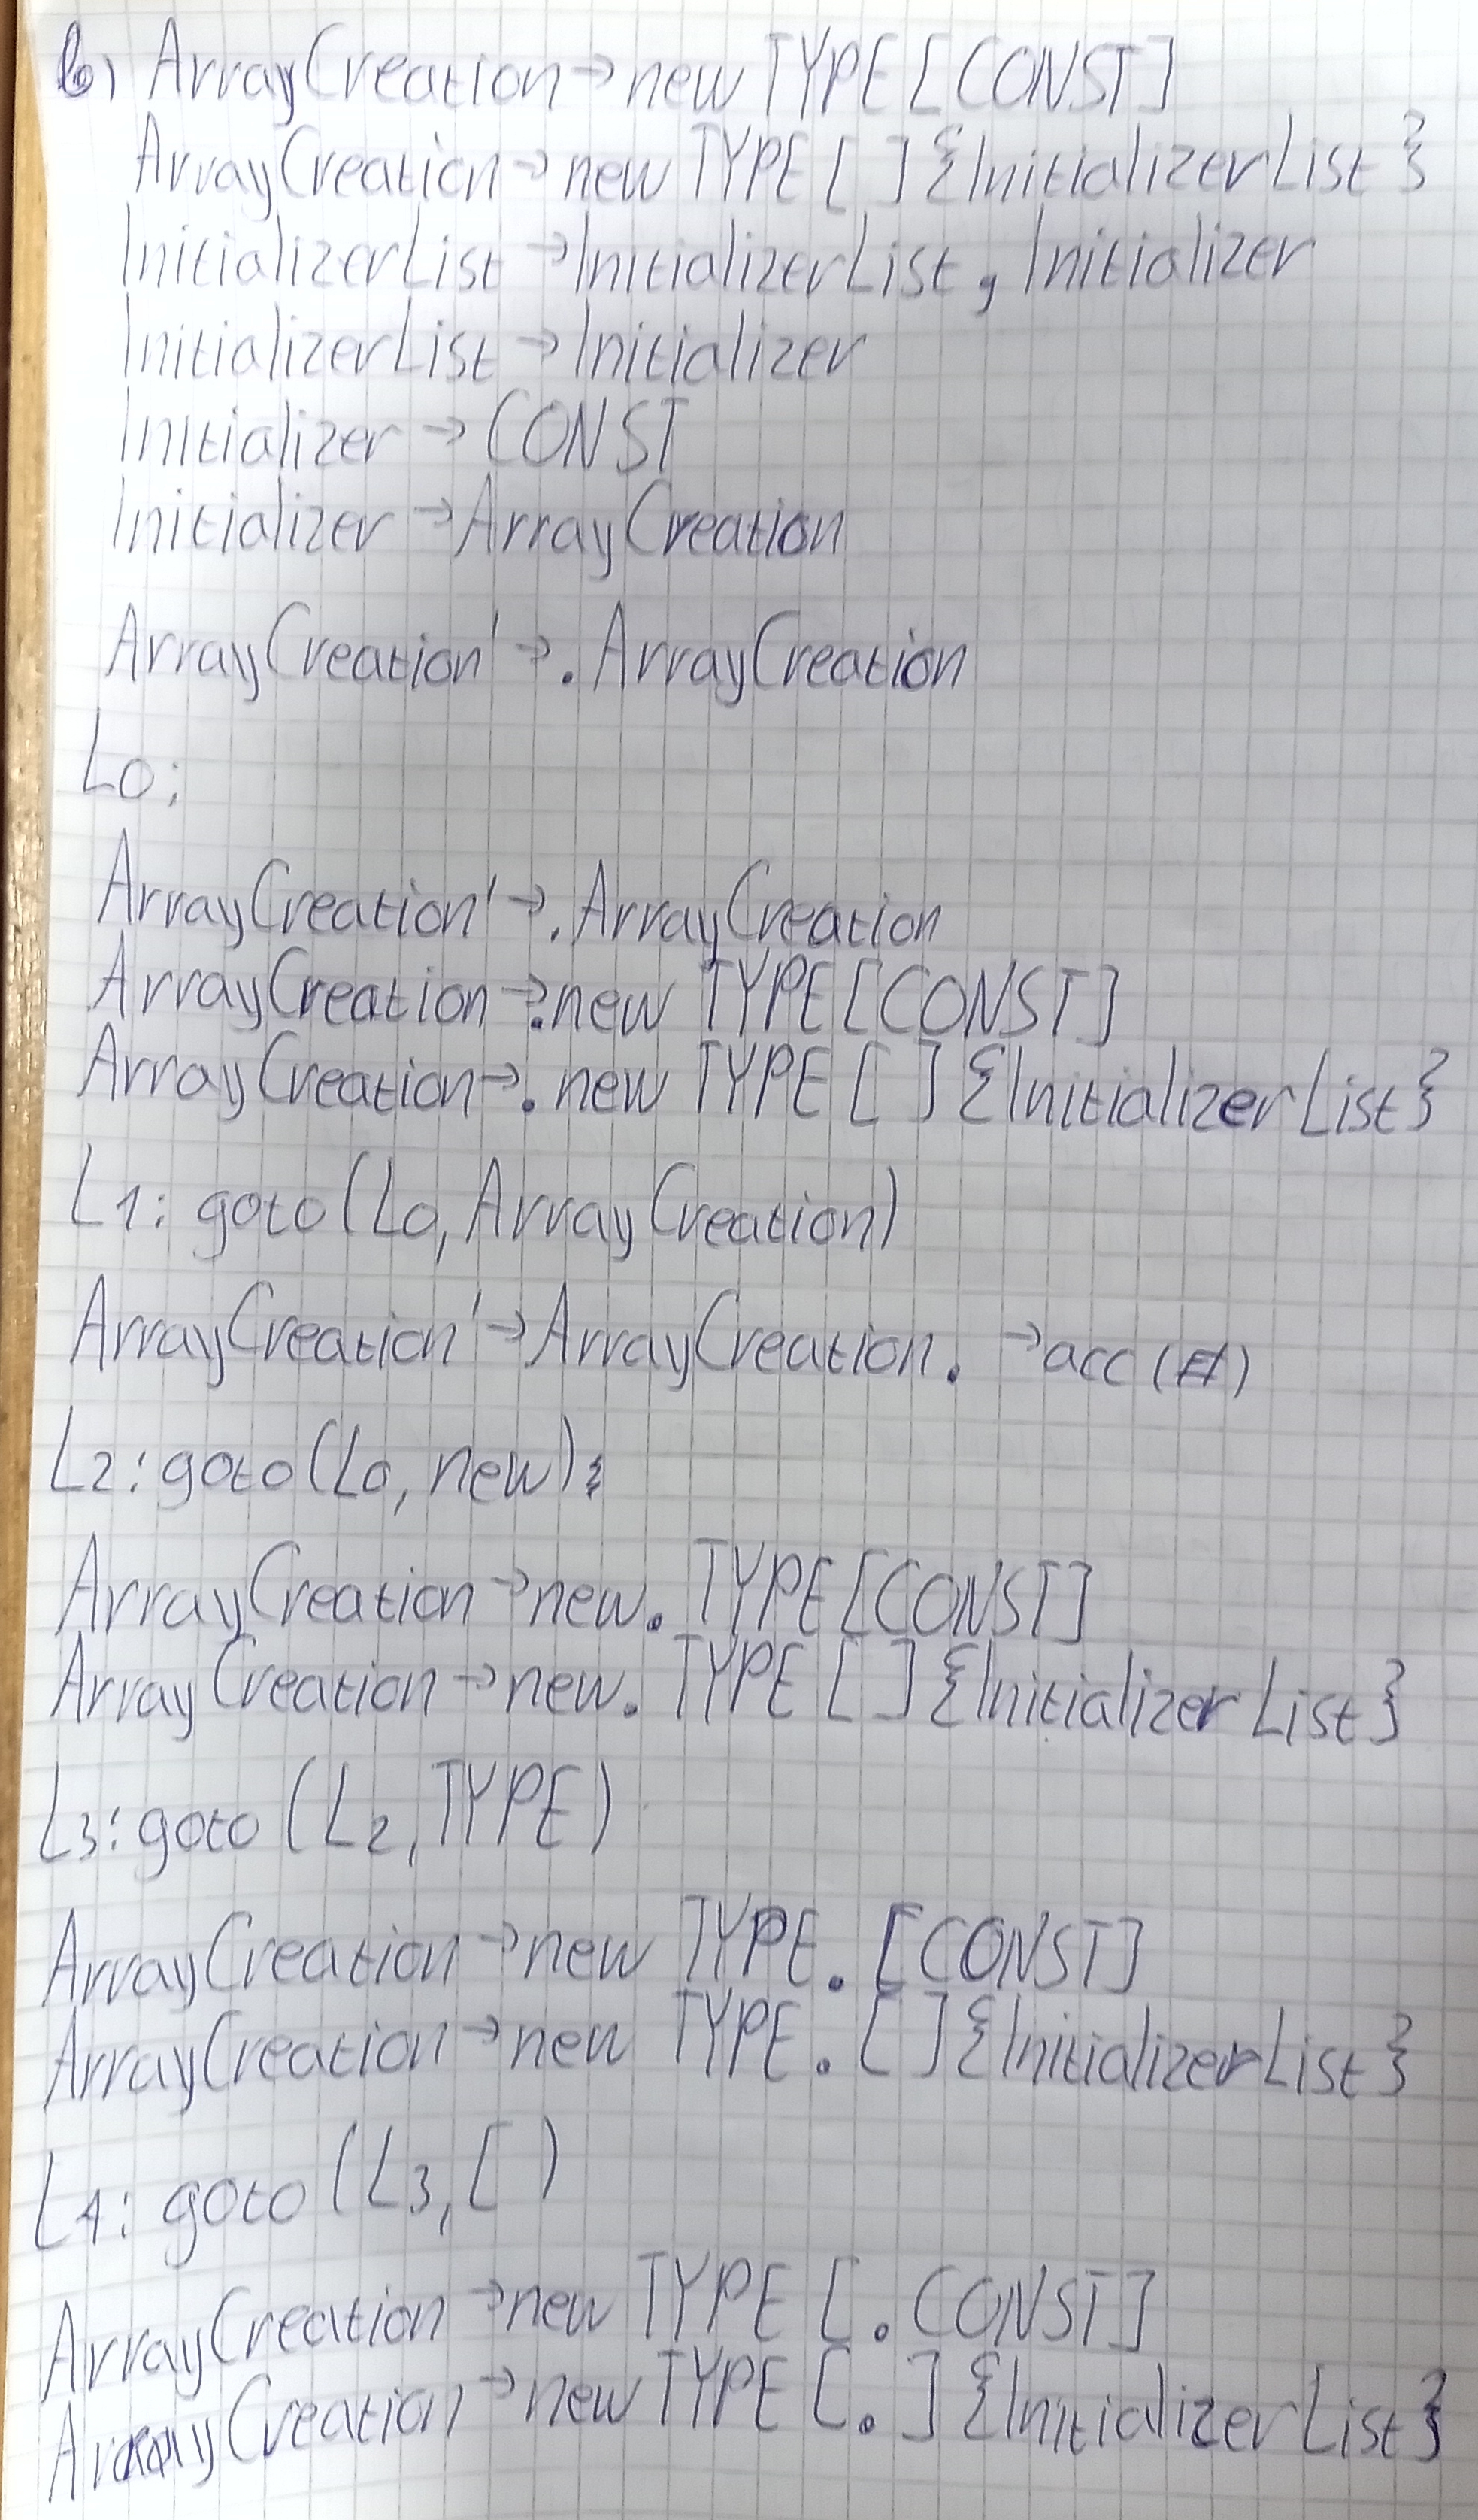 b) ArrayCreation → new TYPE [CONST]
ArrayCreation → new TYPE [ ] {InitializerList}
InitializerList → InitializerList , Initializer
InitializerList → Initializer
Initializer → CONST
Initializer → ArrayCreation
ArrayCreation' → . ArrayCreation
L0:
ArrayCreation' → . ArrayCreation
ArrayCreation → . new TYPE [CONST]
ArrayCreation → . new TYPE [ ] {InitializerList}
L1: goto (L0, ArrayCreation)
ArrayCreation' → ArrayCreation . → acc (#)
L2: goto (L0, new):
ArrayCreation → new . TYPE [CONST]
ArrayCreation → new . TYPE [ ] {InitializerList}
L3: goto (L2, TYPE)
ArrayCreation → new TYPE . [CONST]
ArrayCreation → new TYPE . [ ] {InitializerList}
L4: goto (L3, [ )
ArrayCreation → new TYPE [ . CONST]
ArrayCreation → new TYPE [ . ] {InitializerList}